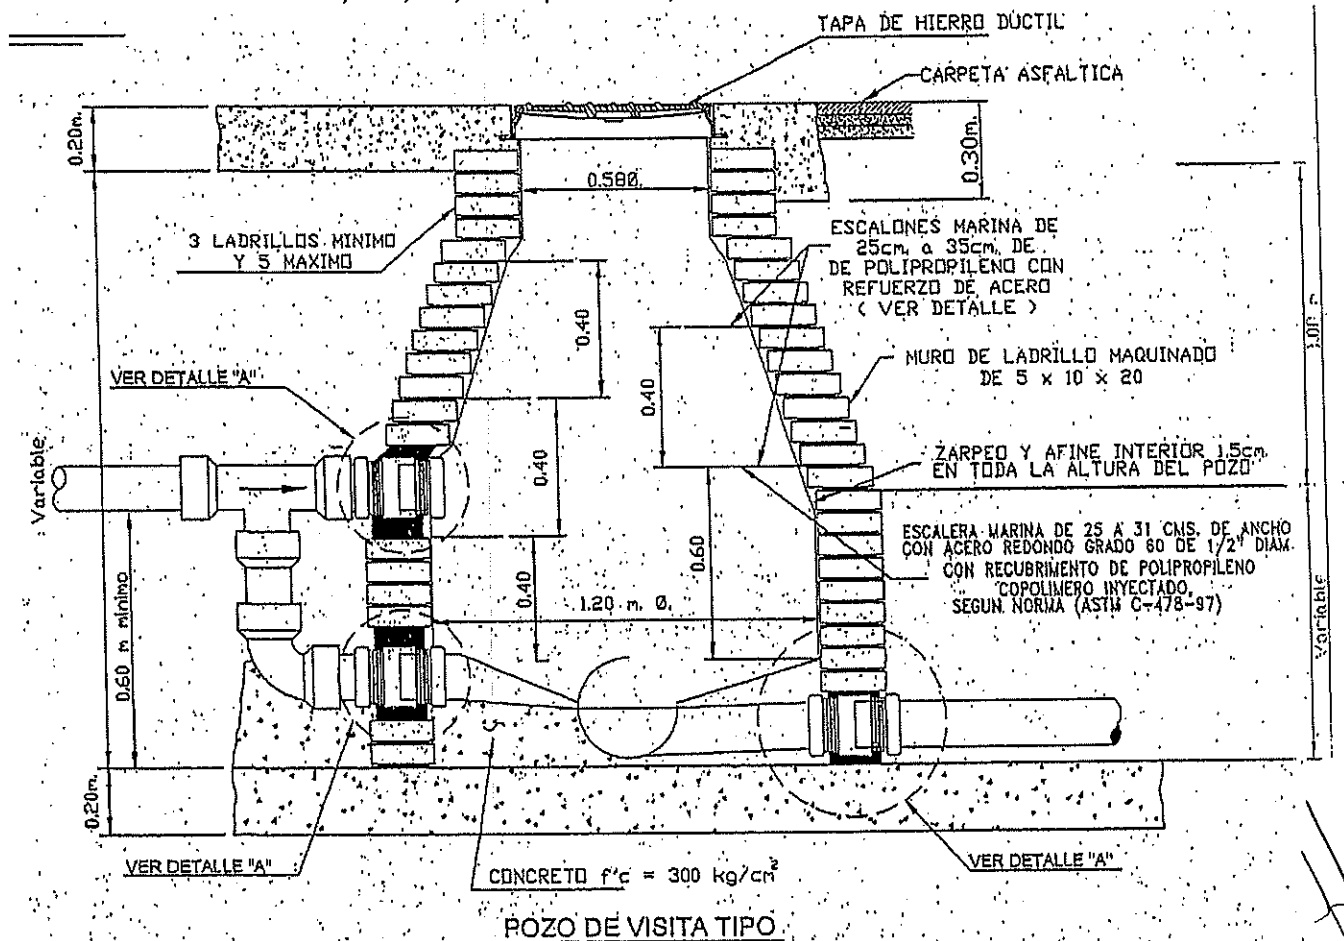 TAPA DE HIERRO DUCTIL
CARPETA ASFALTICA
0.20m.
0.30m.
0.580.
3 LADRILLOS MINIMO
Y 5 MAXIMO
ESCALONES MARINA DE
25cm. a 35cm. DE
DE POLIPROPILENO CON
REFUERZO DE ACERO
( VER DETALLE )
0.40
0.40
MURO DE LADRILLO MAQUINADO
DE 5 x 10 x 20
VER DETALLE "A"
Variable
0.40
ZARPEO Y AFINE INTERIOR 1.5cm.
EN TODA LA ALTURA DEL POZO
ESCALERA MARINA DE 25 A 31 CMS. DE ANCHO
CON ACERO REDONDO GRADO 60 DE 1/2" DIAM.
CON RECUBRIMENTO DE POLIPROPILENO
COPOLIMERO INYECTADO,
SEGUN NORMA (ASTM C-478-97)
0.60 m minimo
0.40
1.20 m. Ø.
0.60
Variable
0.20m.
VER DETALLE "A"
CONCRETO f'c = 300 kg/cm²
VER DETALLE "A"
POZO DE VISITA TIPO